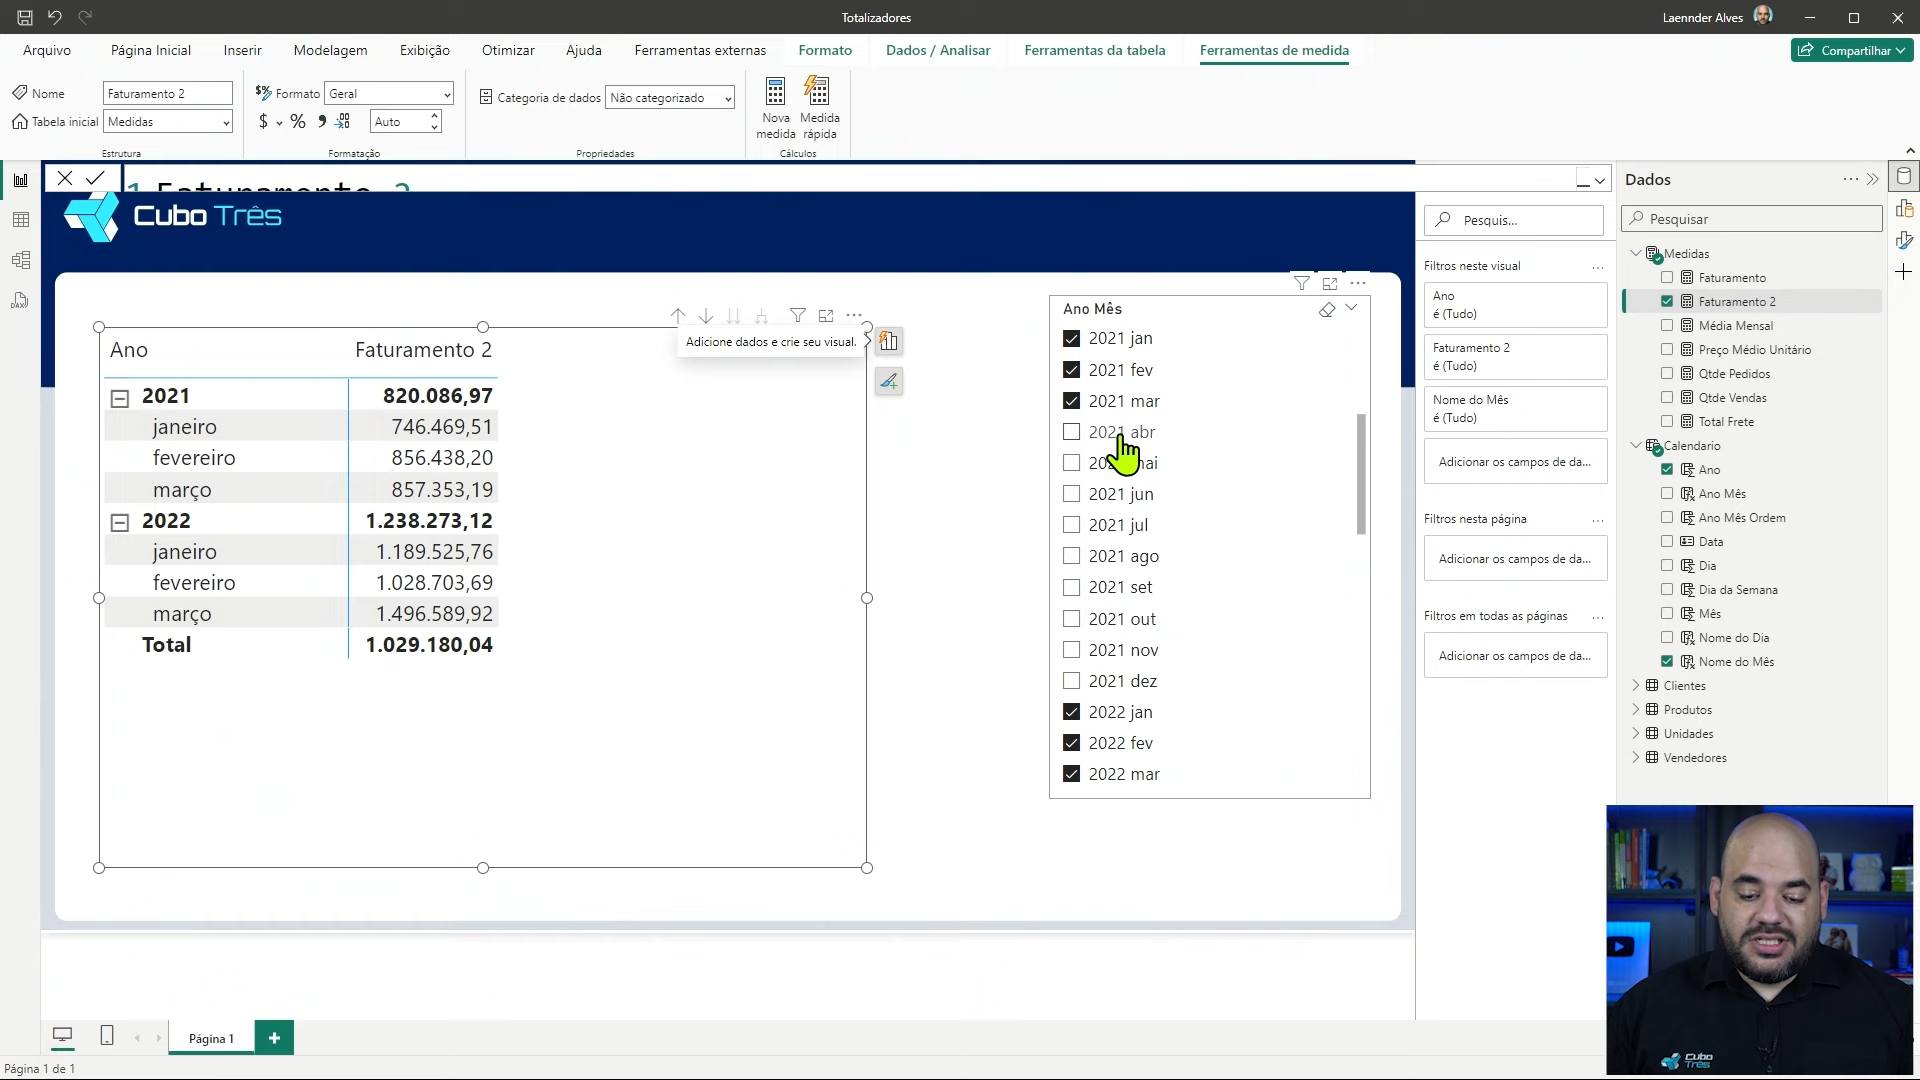 Totalizadores
Laennder Alves
Arquivo
Página Inicial
Inserir
Modelagem
Exibição
Otimizar
Ajuda
Ferramentas externas
Formato
Dados / Analisar
Ferramentas da tabela
Ferramentas de medida
Compartilhar
Nome
Faturamento 2
Tabela inicial
Medidas
Estrutura
Formato
Geral
$ % 9
Auto
Formatação
Categoria de dados
Não categorizado
Propriedades
Nova medida
Medida rápida
Cálculos
1 Faturamento 2
Cubo Três
Adicione dados e crie seu visual.
Ano Faturamento 2
2021 820.086,97
janeiro 746.469,51
fevereiro 856.438,20
março 857.353,19
2022 1.238.273,12
janeiro 1.189.525,76
fevereiro 1.028.703,69
março 1.496.589,92
Total 1.029.180,04
Ano Mês
2021 jan
2021 fev
2021 mar
2021 abr
2021 jun
2021 jul
2021 ago
2021 set
2021 out
2021 nov
2021 dez
2022 jan
2022 fev
2022 mar
Pesquis...
Filtros neste visual ...
Ano
é (Tudo)
Faturamento 2
é (Tudo)
Nome do Mês
é (Tudo)
Adicionar os campos de da...
Filtros nesta página ...
Adicionar os campos de da...
Filtros em todas as páginas ...
Adicionar os campos de da...
Dados
Pesquisar
Medidas
Faturamento
Faturamento 2
Média Mensal
Preço Médio Unitário
Qtde Pedidos
Qtde Vendas
Total Frete
Calendario
Ano
Ano Mês
Ano Mês Ordem
Data
Dia
Dia da Semana
Mês
Nome do Dia
Nome do Mês
Clientes
Produtos
Unidades
Vendedores
Cubo Três
Página 1
Página 1 de 1